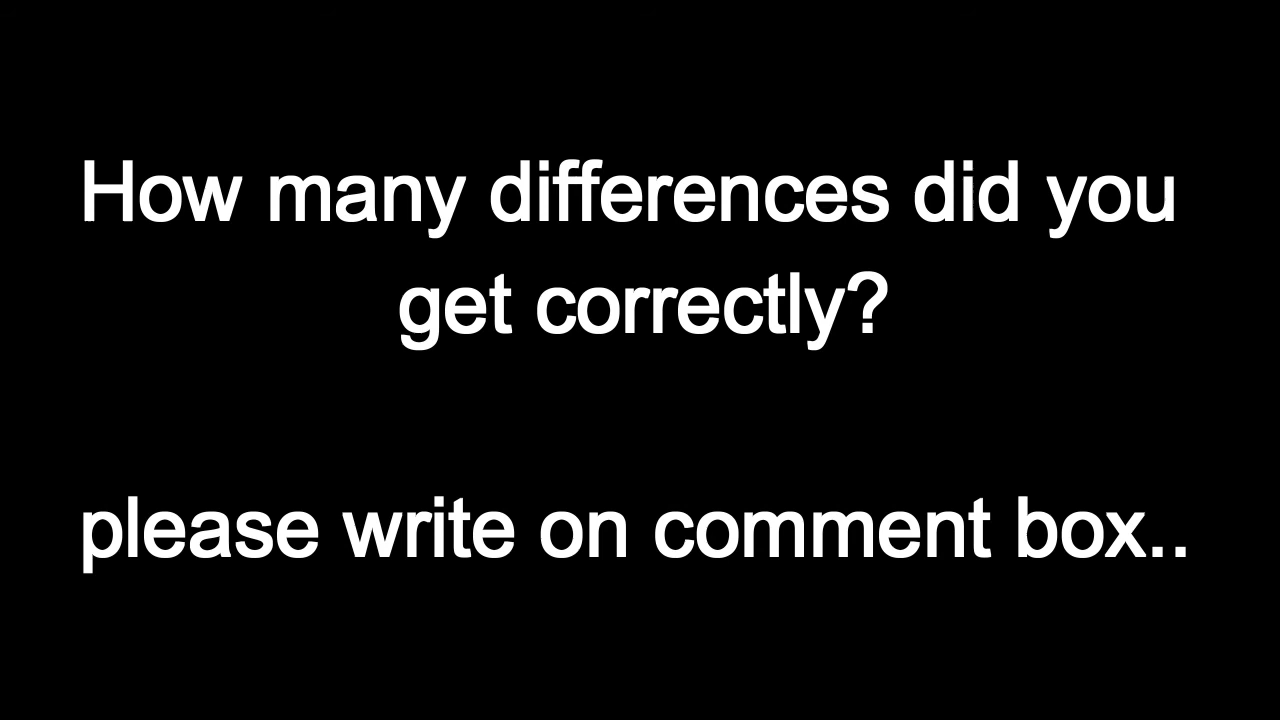 How many differences did you
get correctly?
please write on comment box..